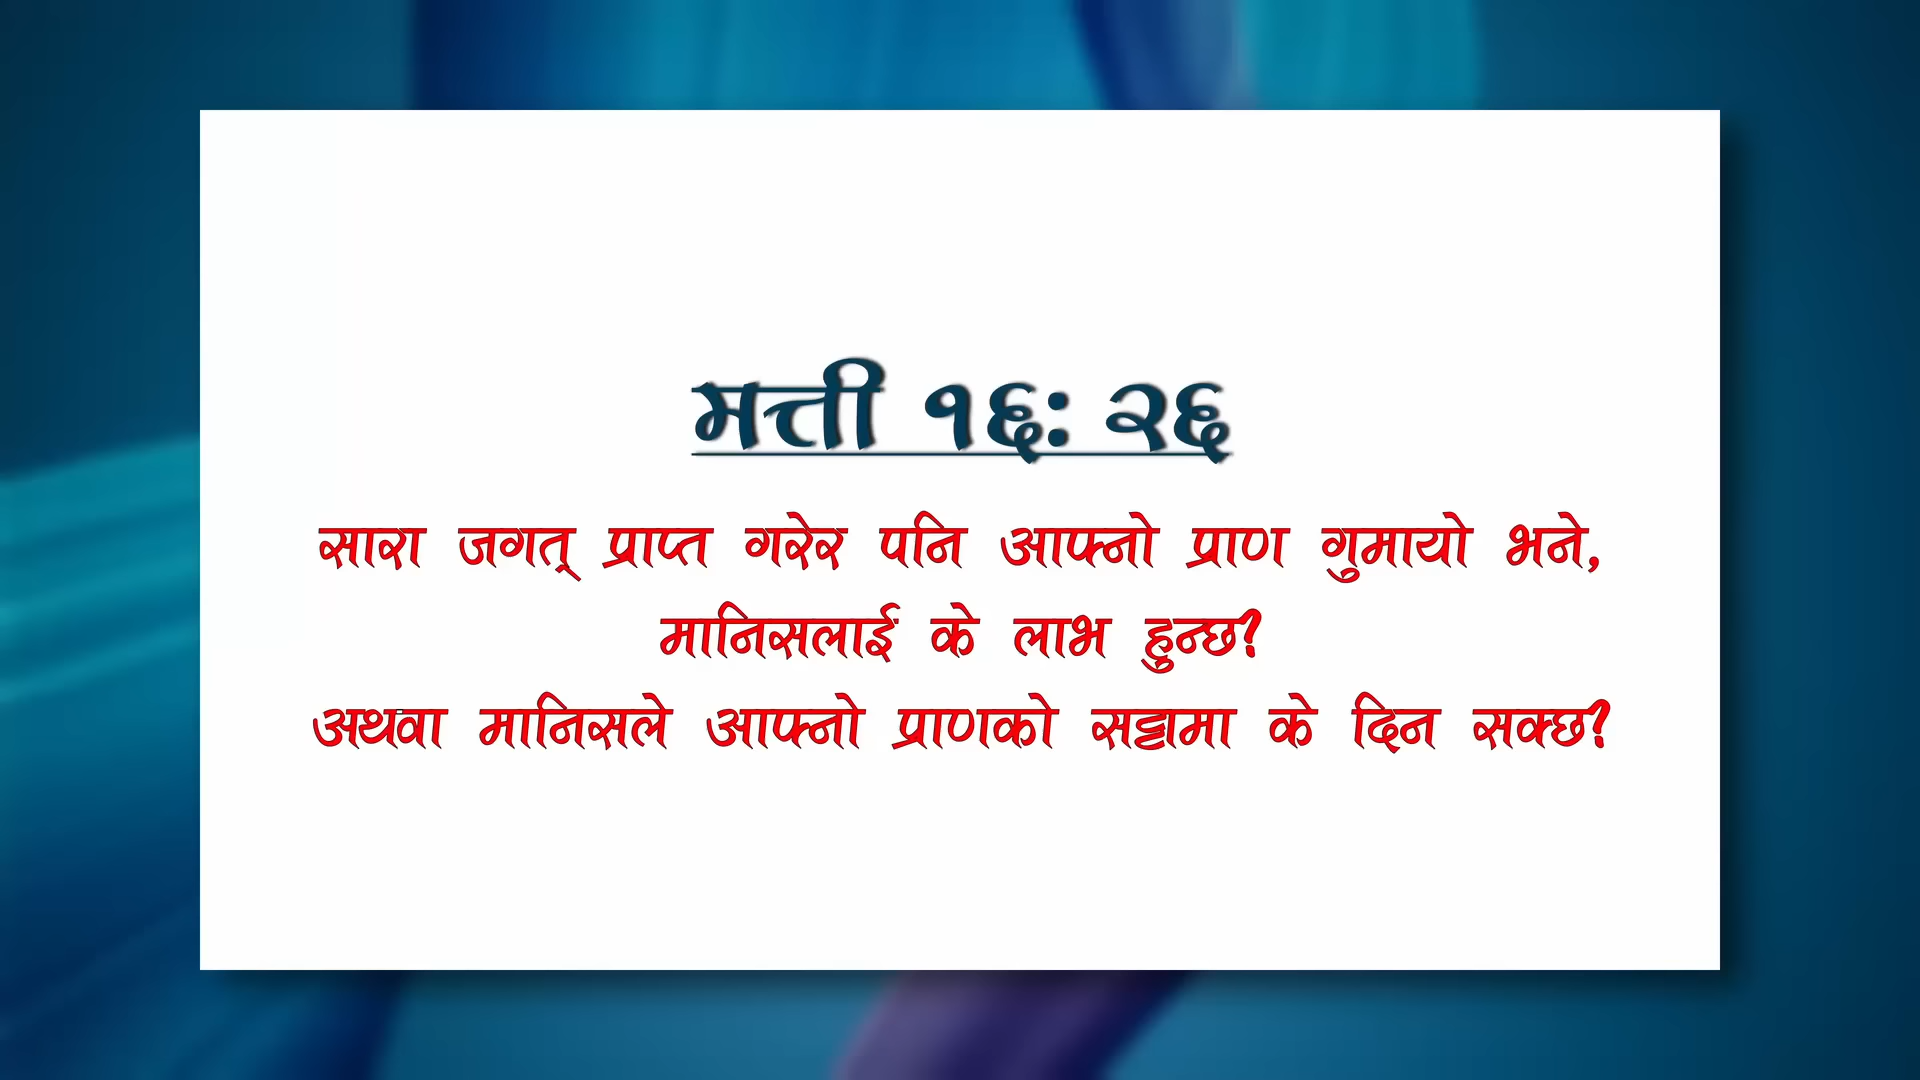 मत्ती १६: २६
सारा जगत् प्राप्त गरेर पनि आफ्नो प्राण गुमायो भने,
मानिसलाई के लाभ हुन्छ?
अथवा मानिसले आफ्नो प्राणको सट्टामा के दिन सक्छ?